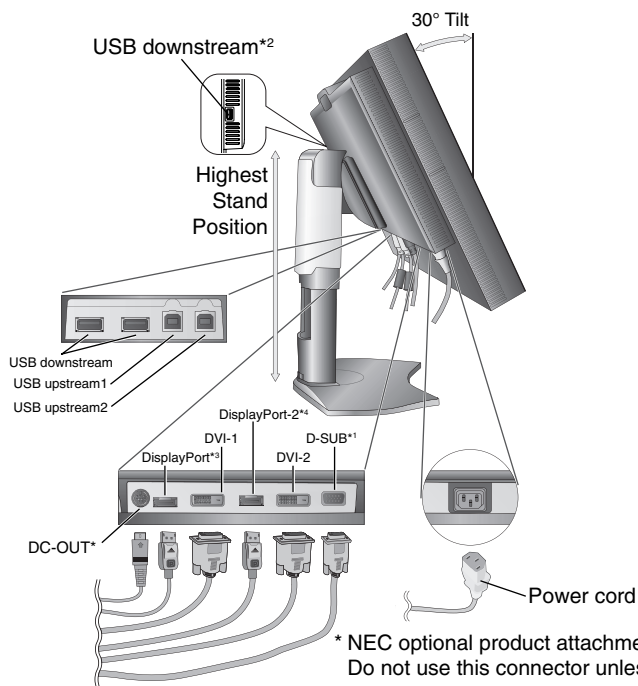 30° Tilt
USB downstream*2
Highest
Stand
Position
USB downstream
USB upstream1
USB upstream2
DisplayPort-2*4
DVI-1
D-SUB*1
DisplayPort*3
DVI-2
DC-OUT*
Power cord
* NEC optional product attachme
Do not use this connector unles